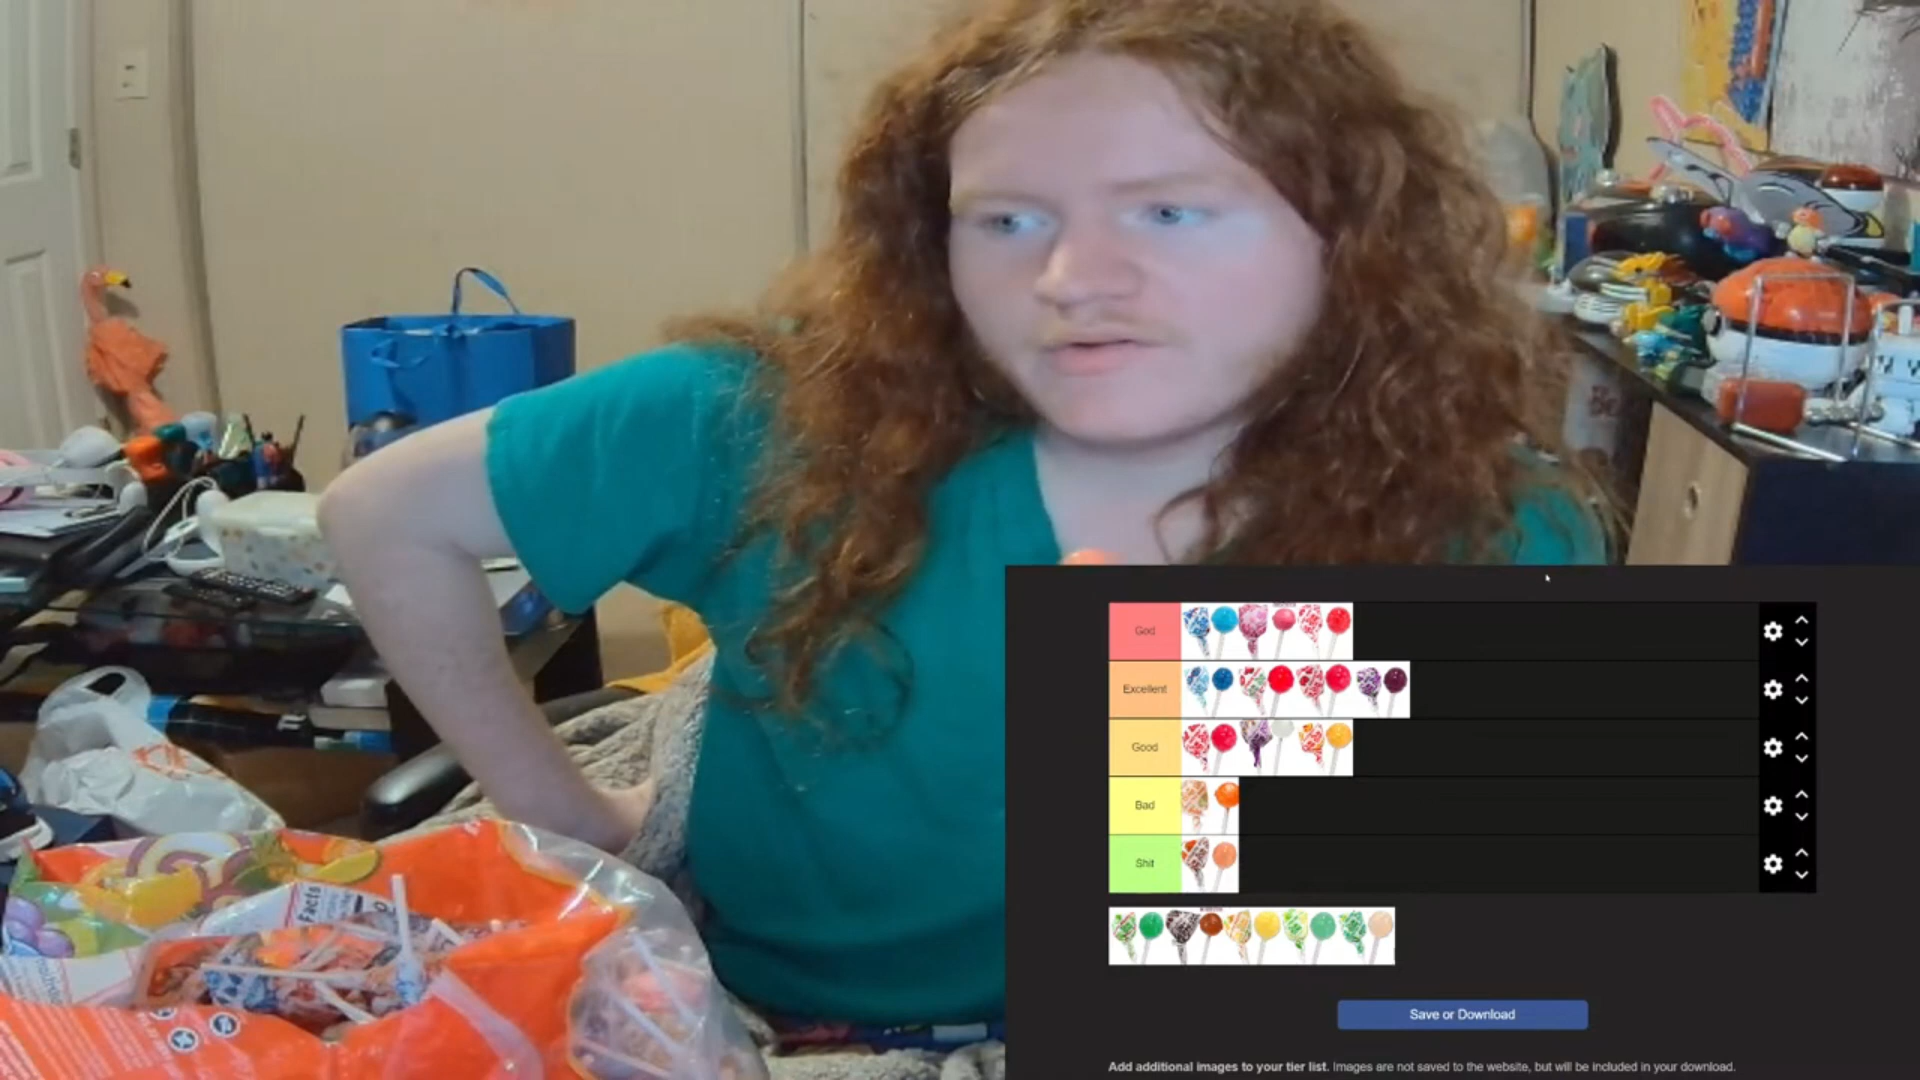 Facts
God
Excellent
Good
Bad
Shit
Save or Download
Add additional images to your tier list. Images are not saved to the website, but will be included in your download.